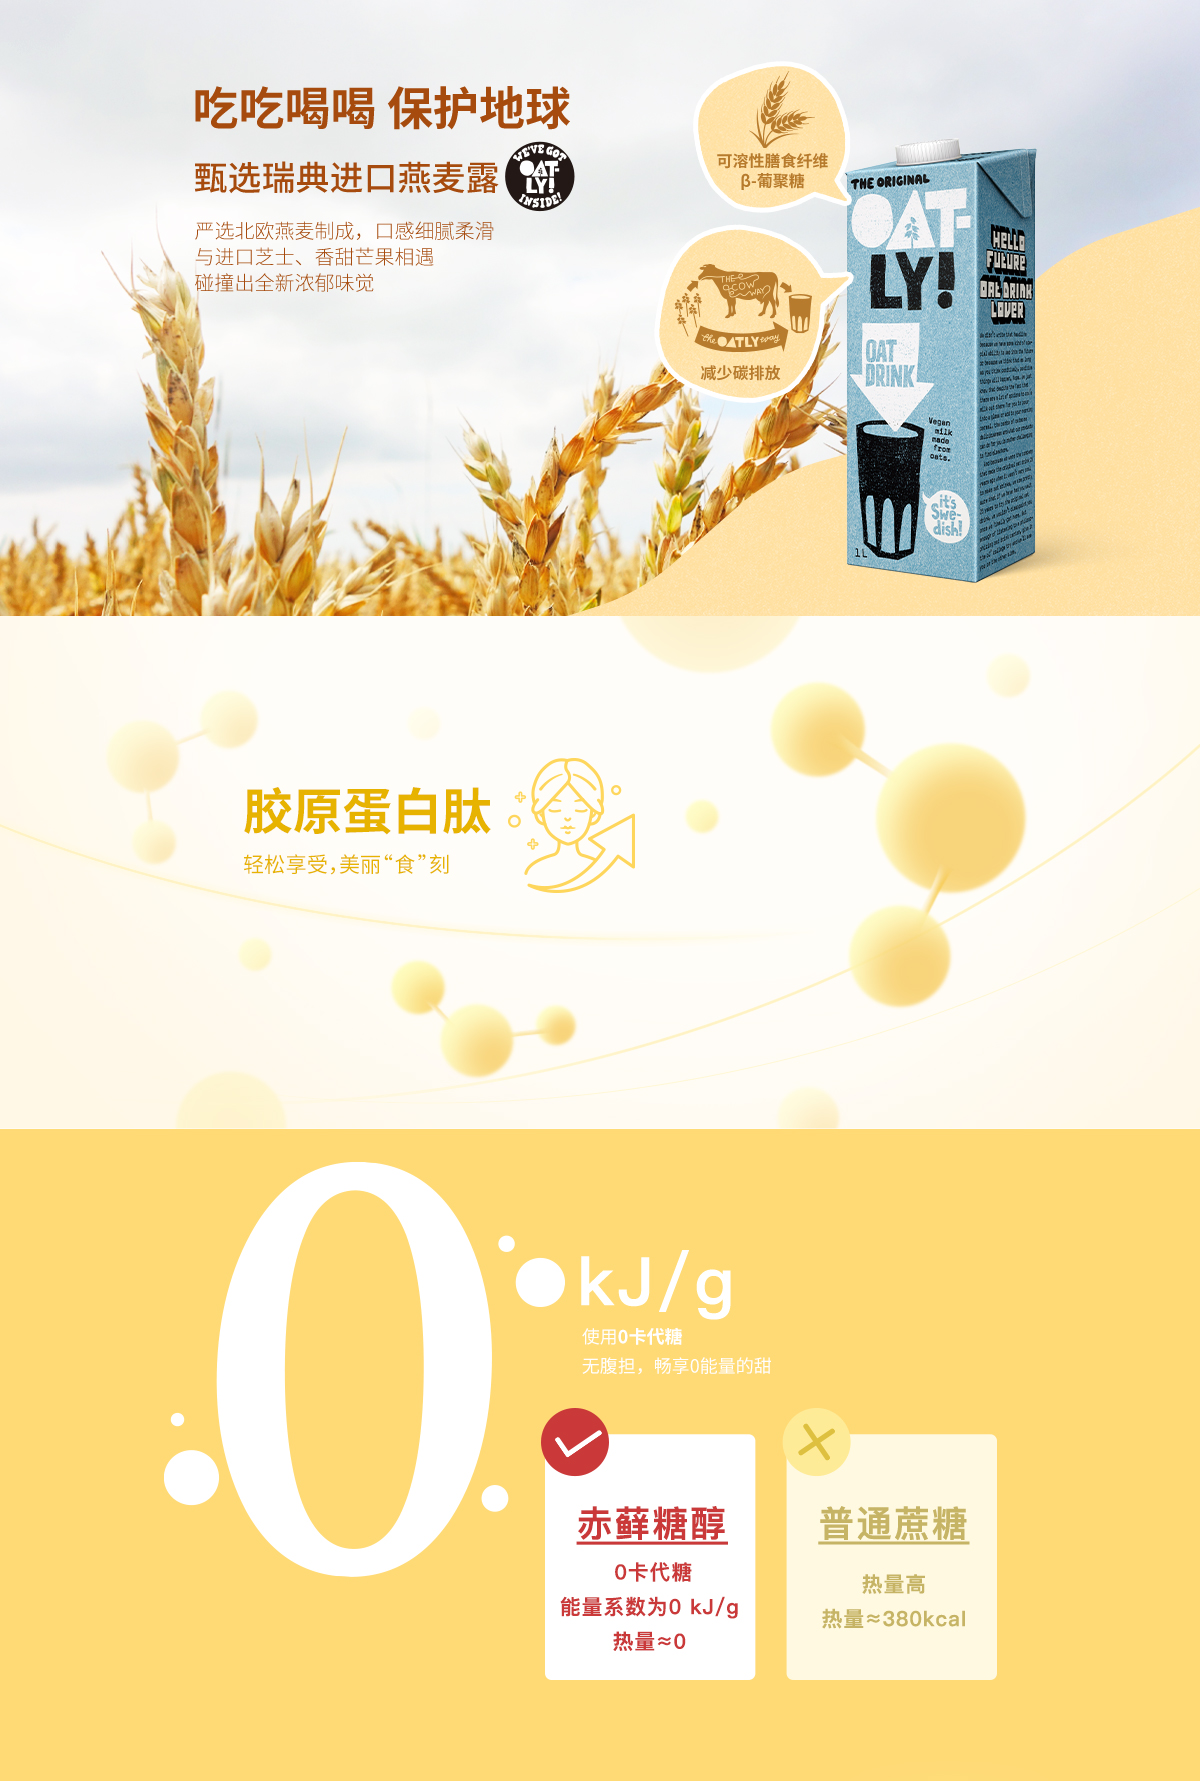 吃吃喝喝 保护地球
甄选瑞典进口燕麦露
WE'VE GOT
OAT-
LY!
INSIDE!
严选北欧燕麦制成，口感细腻柔滑
与进口芝士、香甜芒果相遇
碰撞出全新浓郁味觉
可溶性膳食纤维
β-葡聚糖
THE
COW
WAY
the OATLY way
减少碳排放
THE ORIGINAL
OAT-
LY!
OAT
DRINK
Vegan
milk
made
from
oats.
it's
Swe-
dish!
1L
HELLO
FUTURE
OAT DRINK
LOVER
胶原蛋白肽
轻松享受,美丽“食”刻
0
kJ/g
使用0卡代糖
无腹担，畅享0能量的甜
赤藓糖醇
0卡代糖
能量系数为0 kJ/g
热量≈0
普通蔗糖
热量高
热量≈380kcal